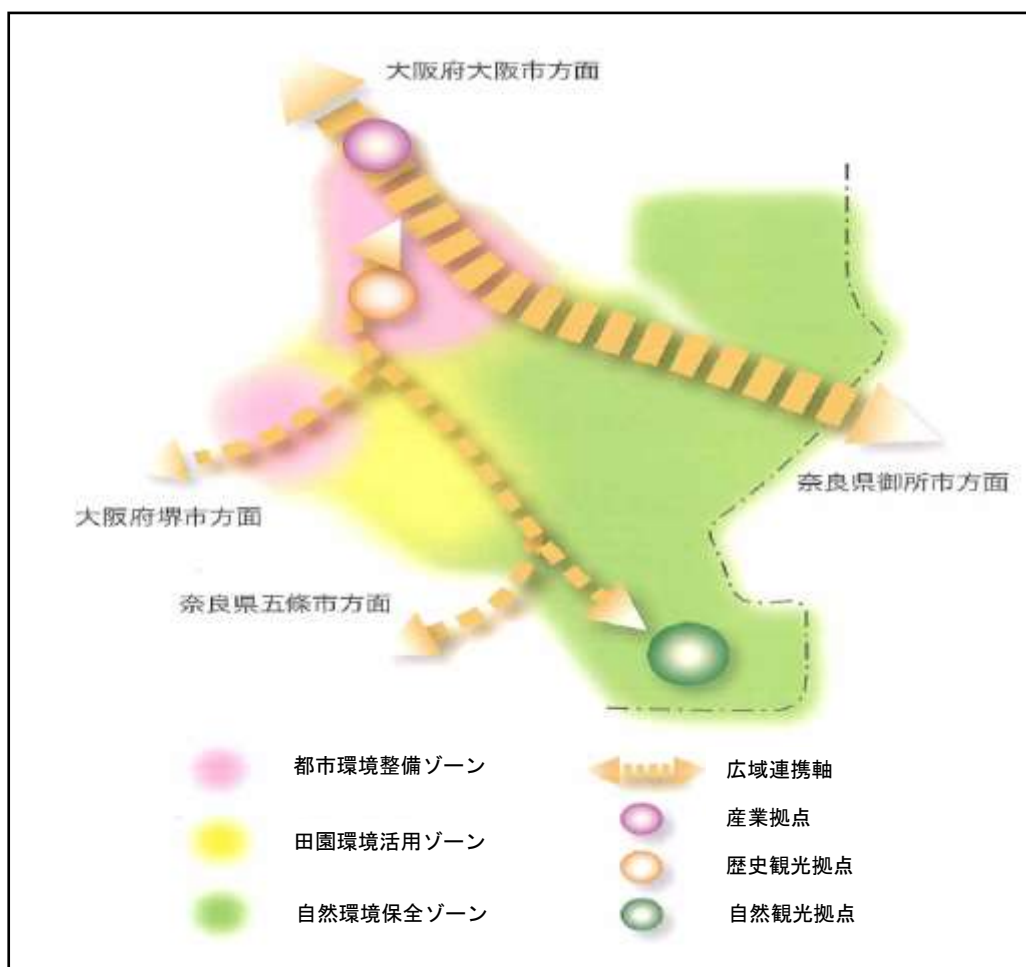 大阪府大阪市方面
奈良県御所市方面
大阪府堺市方面
奈良県五條市方面
都市環境整備ゾーン
田園環境活用ゾーン
自然環境保全ゾーン
広域連携軸
産業拠点
歴史観光拠点
自然観光拠点